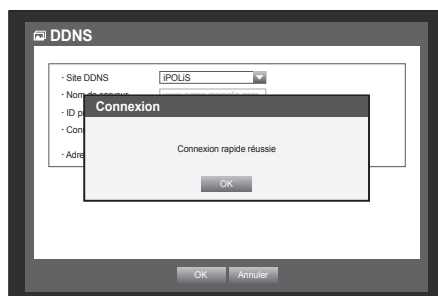 DDNS
· Site DDNS iPOLiS
· Nom de serveur
· ID p
· Con
· Adre
Connexion
Connexion rapide réussie
OK
OK Annuler